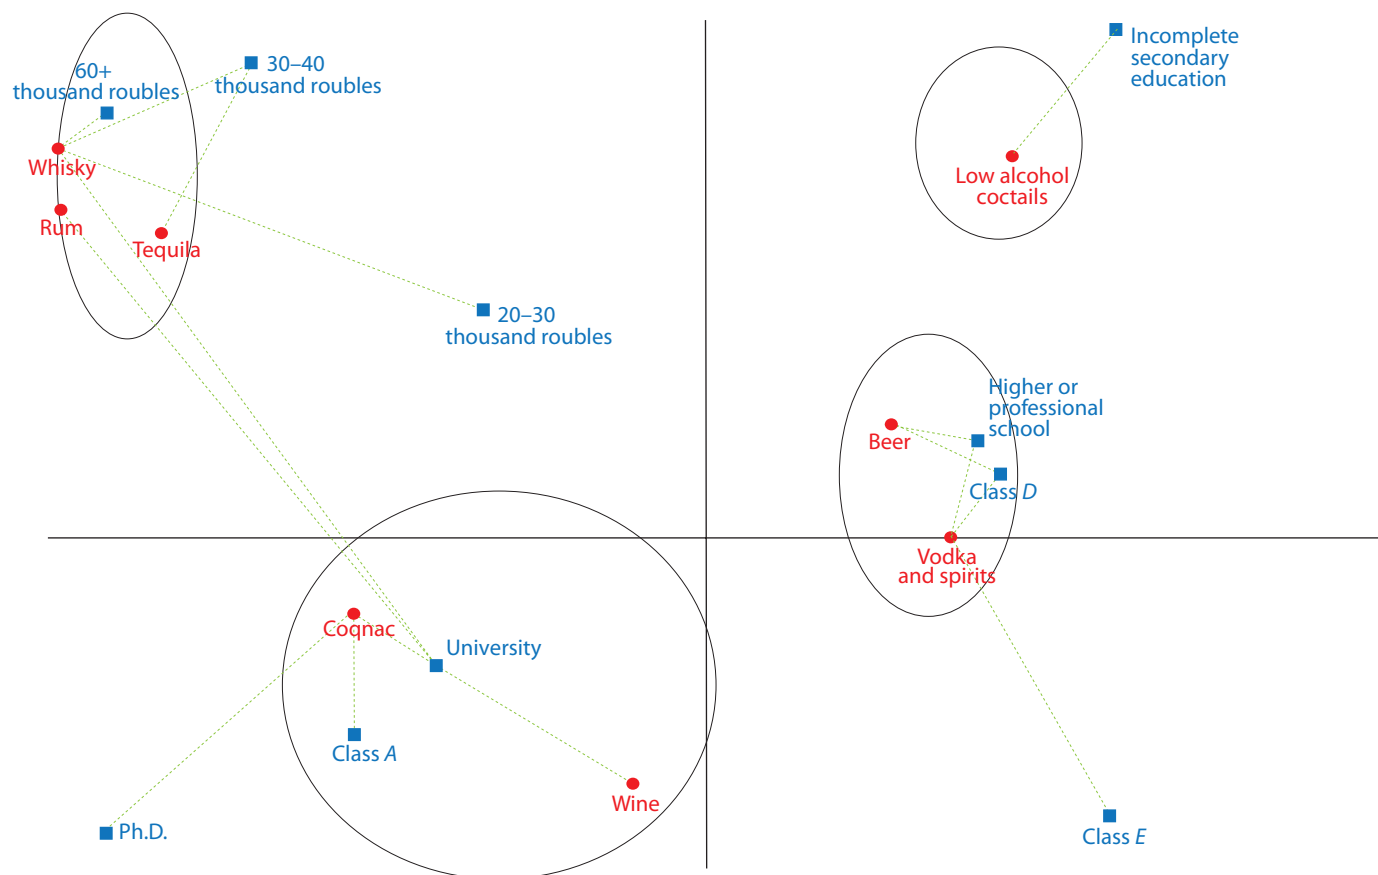 60+
thousand roubles
30–40
thousand roubles
Incomplete
secondary
education
Whisky
Low alcohol
coctails
Rum
Tequila
20–30
thousand roubles
Higher or
professional
school
Beer
Class D
Vodka
and spirits
Coqnac
University
Class A
Wine
Ph.D.
Class E